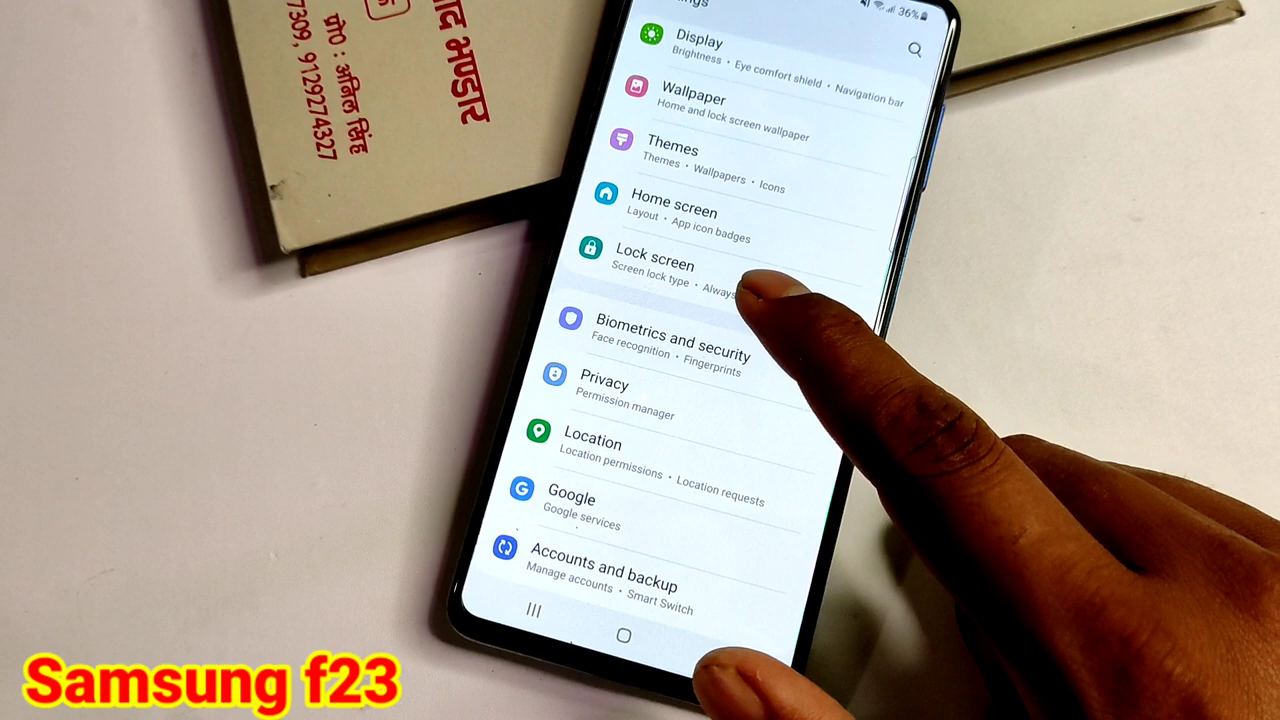 36%
Display
Brightness • Eye comfort shield • Navigation bar
Wallpaper
Home and lock screen wallpaper
Themes
Themes • Wallpapers • Icons
Home screen
Layout • App icon badges
Lock screen
Screen lock type • Always
Biometrics and security
Face recognition • Fingerprints
Privacy
Permission manager
Location
Location permissions • Location requests
Google
Google services
Accounts and backup
Manage accounts • Smart Switch
भण्डार
प्रो० : अनिल सिंह
7309, 9129274327
Samsung f23